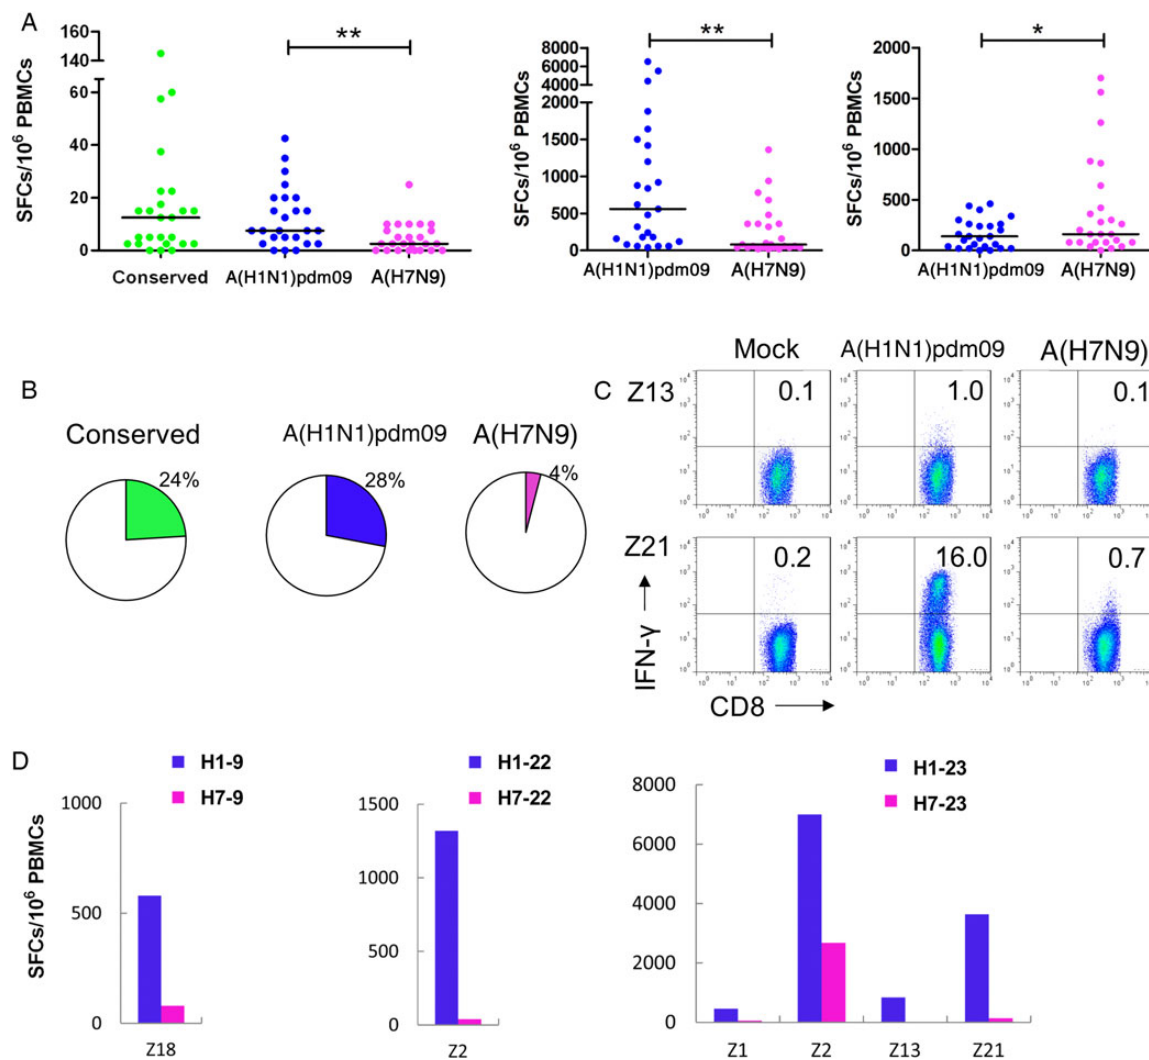 A
SFCs/10⁶ PBMCs
160
140
120
60
40
20
0
**
Conserved A(H1N1)pdm09 A(H7N9)
SFCs/10⁶ PBMCs
8000
6000
4000
2000
1500
1000
500
0
**
A(H1N1)pdm09 A(H7N9)
SFCs/10⁶ PBMCs
2000
1500
1000
500
0
*
A(H1N1)pdm09 A(H7N9)
B
Conserved A(H1N1)pdm09 A(H7N9)
24% 28% 4%
C
Mock A(H1N1)pdm09 A(H7N9)
Z13 0.1 1.0 0.1
Z21 0.2 16.0 0.7
IFN-γ
CD8
D
SFCs/10⁶ PBMCs
H1-9
H7-9
1000
500
0
Z18
H1-22
H7-22
1500
1000
500
0
Z2
H1-23
H7-23
8000
6000
4000
2000
0
Z1 Z2 Z13 Z21